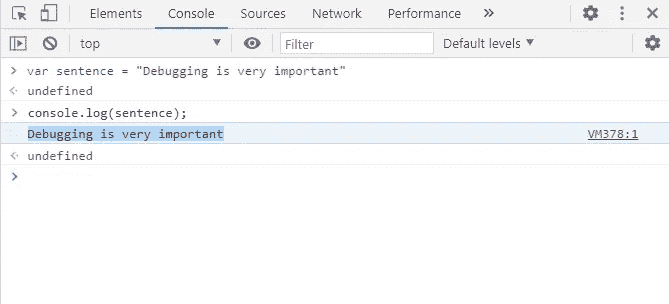 Elements Console Sources Network Performance »
top Filter Default levels
> var sentence = "Debugging is very important"
undefined
> console.log(sentence);
Debugging is very important VM378:1
undefined
>